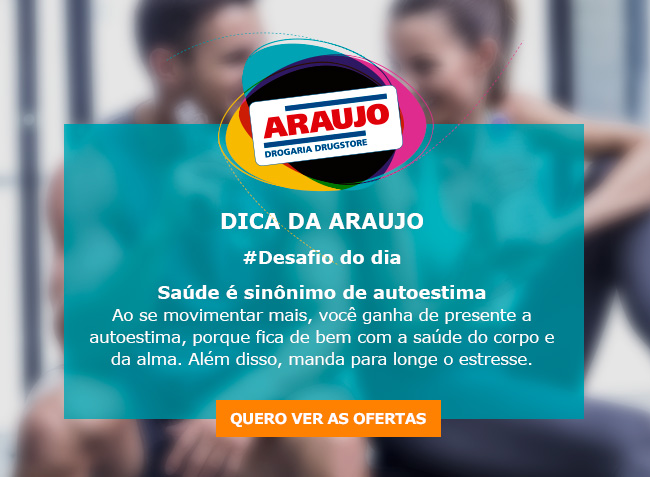 ARAUJO
DROGARIA DRUGSTORE
DICA DA ARAUJO
#Desafio do dia
Saúde é sinônimo de autoestima
Ao se movimentar mais, você ganha de presente a
autoestima, porque fica de bem com a saúde do corpo e
da alma. Além disso, manda para longe o estresse.
QUERO VER AS OFERTAS